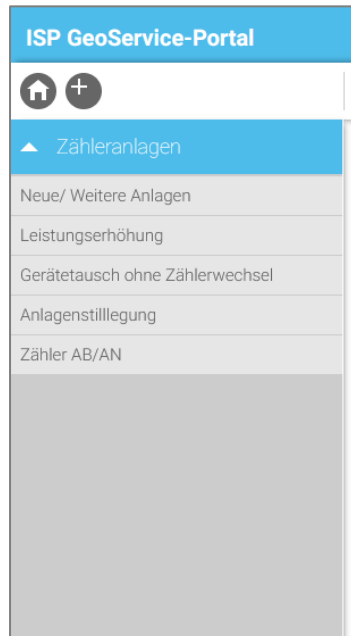 ISP GeoService-Portal
Zähleranlagen
Neue/ Weitere Anlagen
Leistungserhöhung
Gerätetausch ohne Zählerwechsel
Anlagenstilllegung
Zähler AB/AN